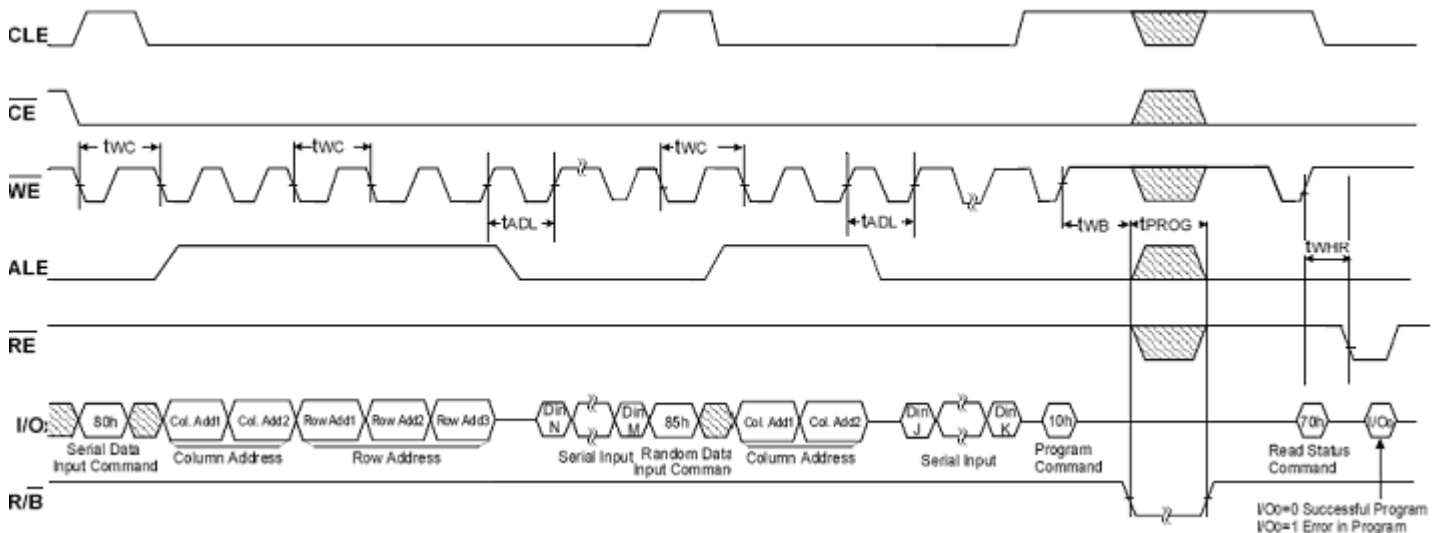 CLE
CE
tWC tWC tWC
WE
tADL tADL tWB tPROG
tWHR
ALE
RE
I/O: 80h Col. Add1 Col. Add2 Row Add1 Row Add2 Row Add3 Din N Din M 85h Col. Add1 Col. Add2 Din J Din K 10h 70h I/O0
Serial Data Input Command
Column Address
Row Address
Serial Input
Random Data Input Comman
Column Address
Serial Input
Program Command
Read Status Command
R/B
I/O0=0 Successful Program
I/O0=1 Error in Program